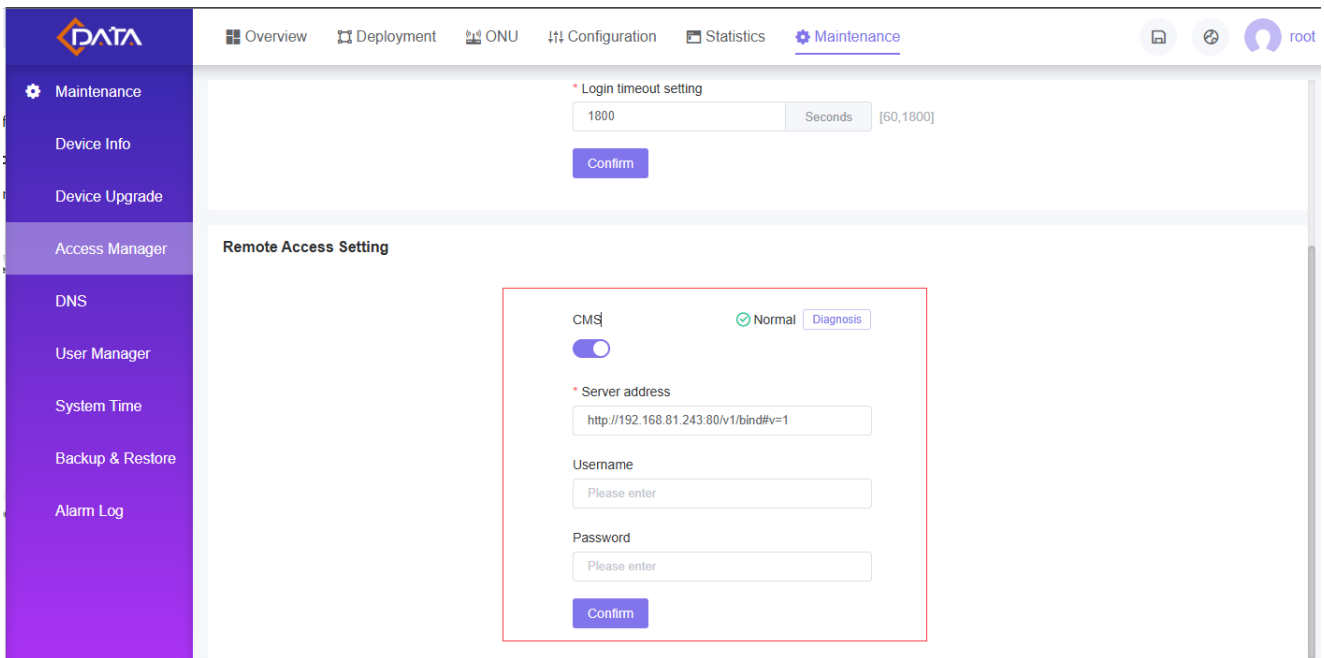 DATA
Overview
Deployment
ONU
Configuration
Statistics
Maintenance
root
Maintenance
Device Info
Device Upgrade
Access Manager
DNS
User Manager
System Time
Backup & Restore
Alarm Log
* Login timeout setting
1800 Seconds [60,1800]
Confirm
Remote Access Setting
CMS Normal Diagnosis
* Server address
http://192.168.81.243:80/v1/bind#v=1
Username
Please enter
Password
Please enter
Confirm